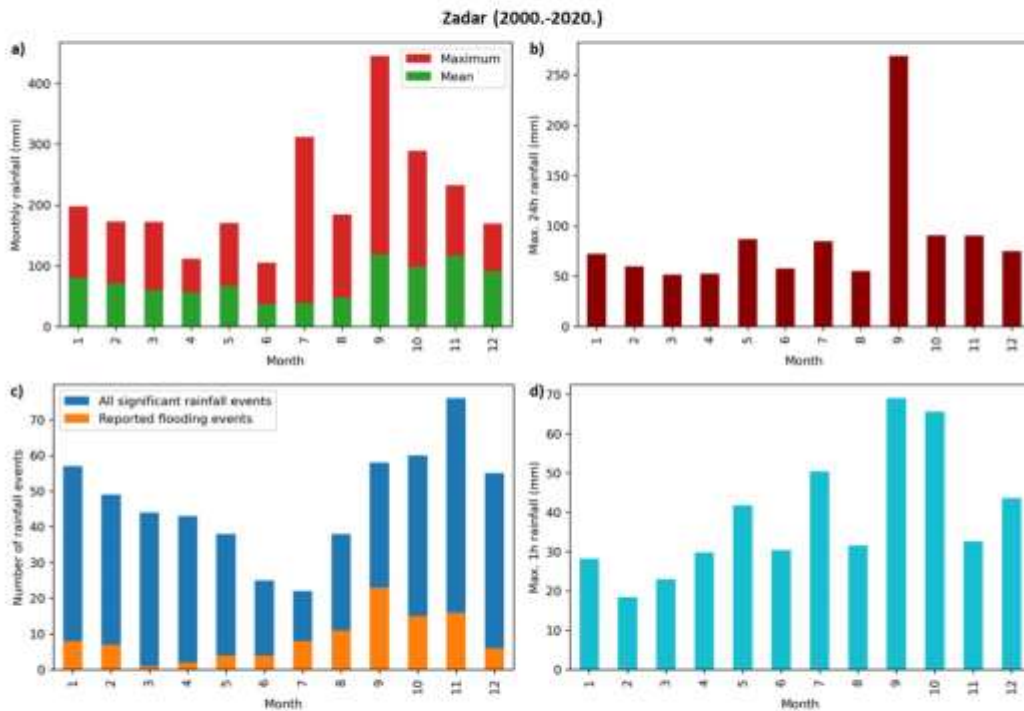 Zadar (2000.-2020.)
a)
Maximum
Mean
Monthly rainfall (mm)
400
300
200
100
0
1 2 3 4 5 6 7 8 9 10 11 12
Month
b)
Max. 24h rainfall (mm)
250
200
150
100
50
0
1 2 3 4 5 6 7 8 9 10 11 12
Month
c)
All significant rainfall events
Reported flooding events
Number of rainfall events
70
60
50
40
30
20
10
0
1 2 3 4 5 6 7 8 9 10 11 12
Month
d)
Max. 1h rainfall (mm)
70
60
50
40
30
20
10
0
1 2 3 4 5 6 7 8 9 10 11 12
Month